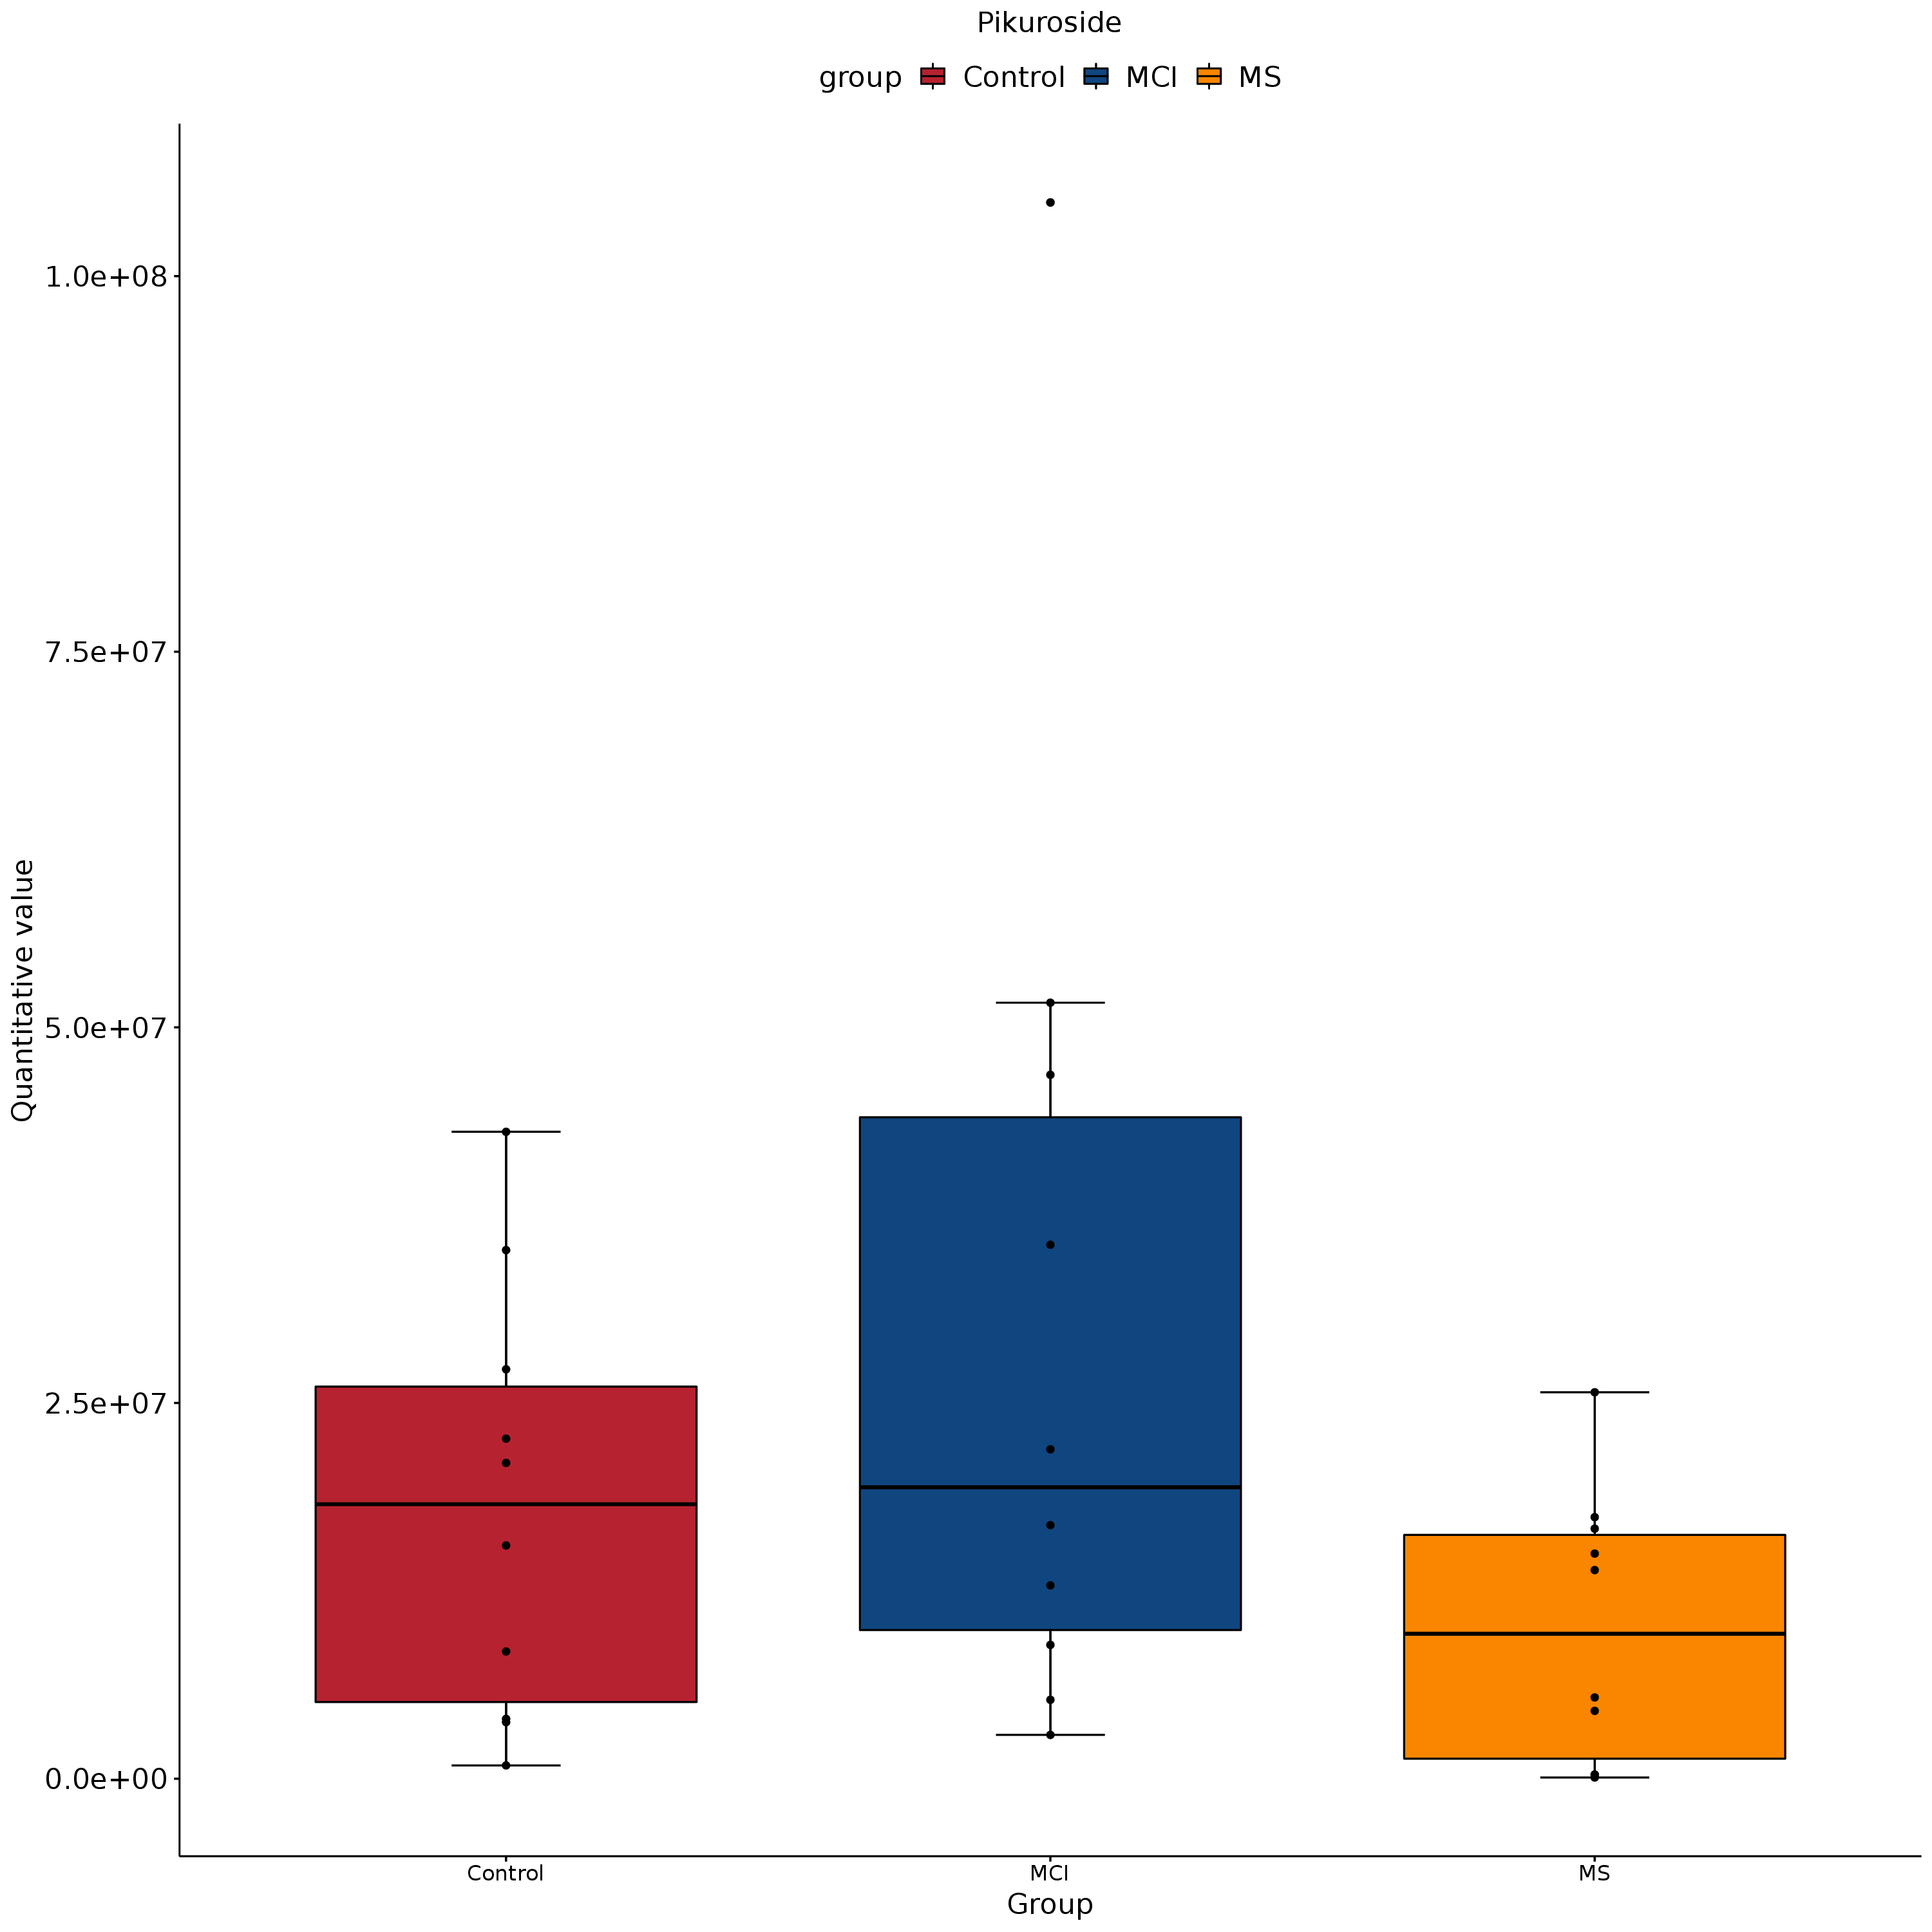 Pikuroside
group Control MCI MS
Quantitative value
1.0e+08
7.5e+07
5.0e+07
2.5e+07
0.0e+00
Control MCI MS
Group